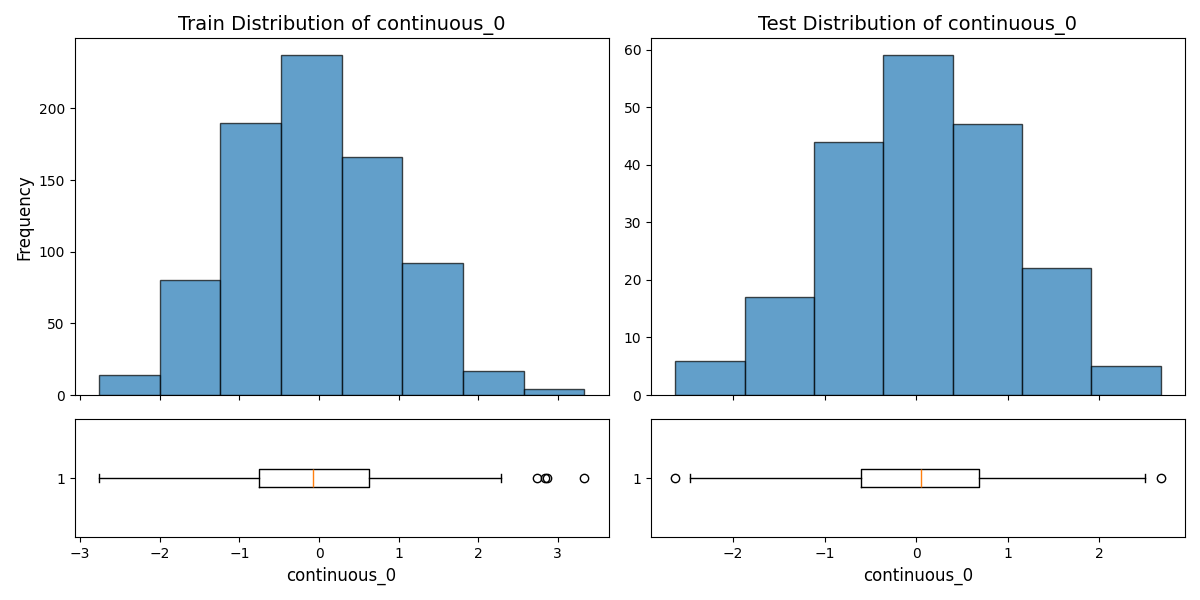 Train Distribution of continuous_0
Test Distribution of continuous_0
Frequency
200
150
100
50
0
60
50
40
30
20
10
0
1
1
−3 −2 −1 0 1 2 3
−2 −1 0 1 2
continuous_0
continuous_0